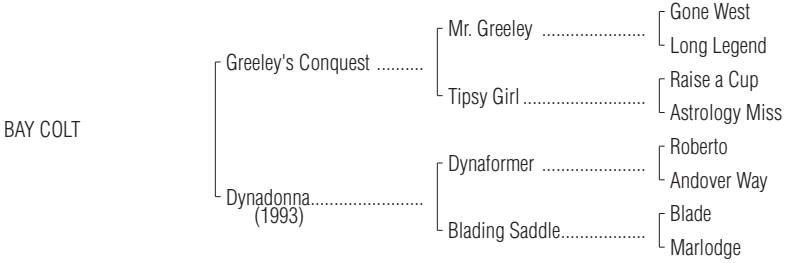 Gone West
Mr. Greeley ......................
Long Legend
Greeley's Conquest ..........
Raise a Cup
Tipsy Girl..........................
Astrology Miss
BAY COLT
Roberto
Dynaformer ......................
Andover Way
Dynadonna........................
(1993)
Blade
Blading Saddle..................
Marlodge